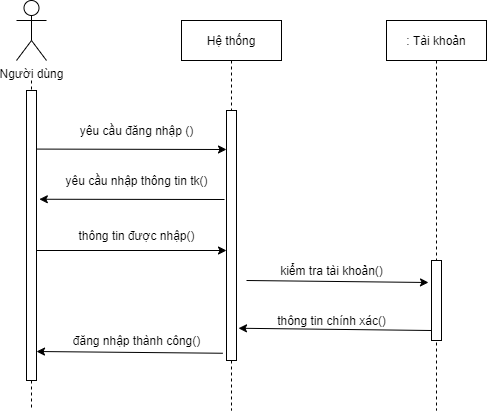 Hệ thống
: Tài khoản
Người dùng
yêu cầu đăng nhập ()
yêu cầu nhập thông tin tk()
thông tin được nhập()
kiểm tra tài khoản()
thông tin chính xác()
đăng nhập thành công()